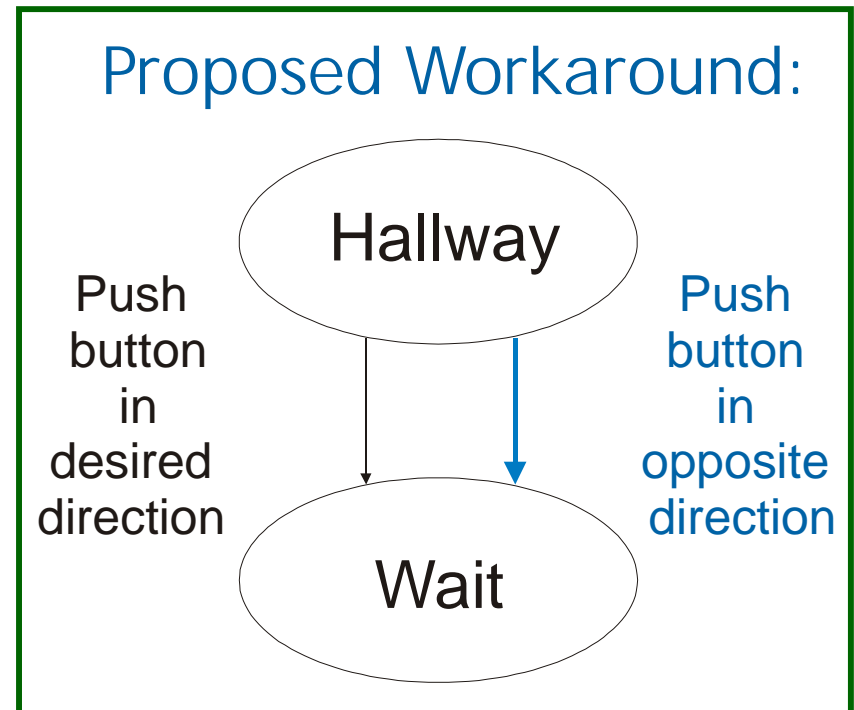 Proposed Workaround:
Hallway
Push
button
in
desired
direction
Push
button
in
opposite
direction
Wait